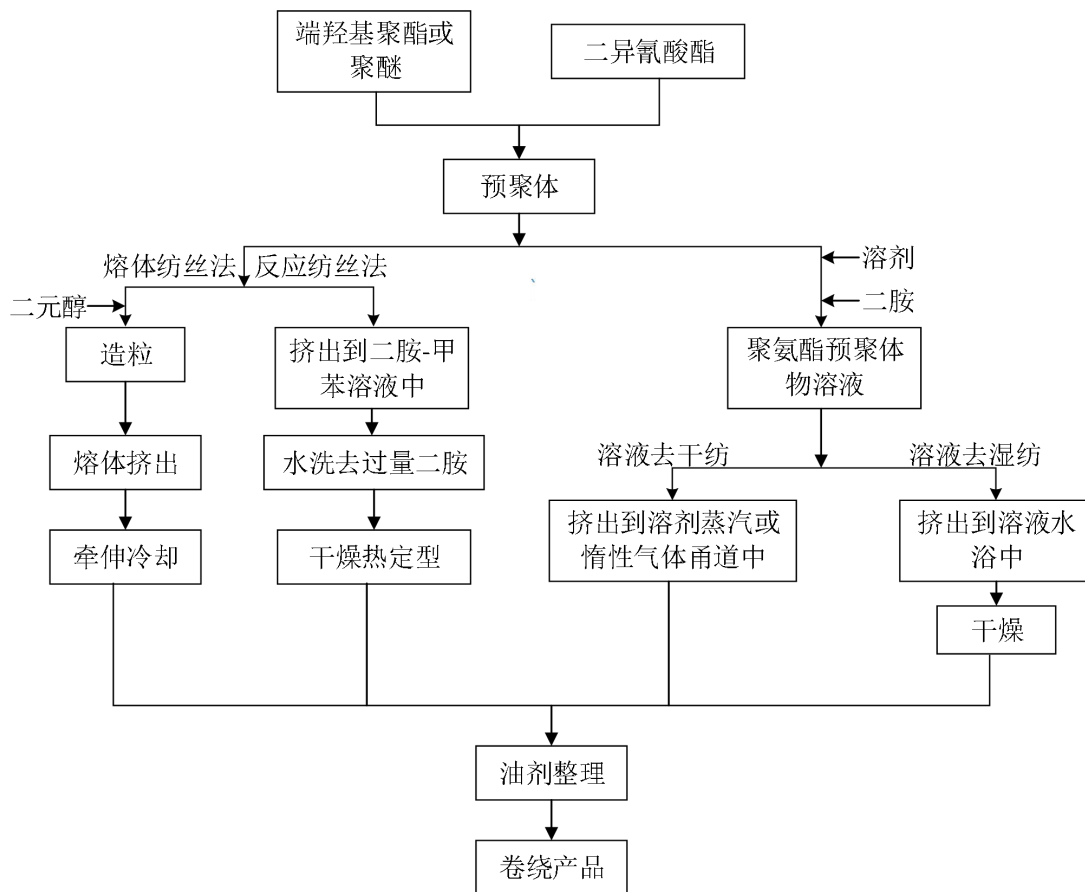 端羟基聚酯或
聚醚
二异氰酸酯
预聚体
熔体纺丝法
反应纺丝法
溶剂
二元醇
二胺
造粒
挤出到二胺-甲
苯溶液中
聚氨酯预聚体
物溶液
熔体挤出
水洗去过量二胺
溶液去干纺
溶液去湿纺
牵伸冷却
干燥热定型
挤出到溶剂蒸汽或
惰性气体甬道中
挤出到溶液水
浴中
干燥
油剂整理
卷绕产品